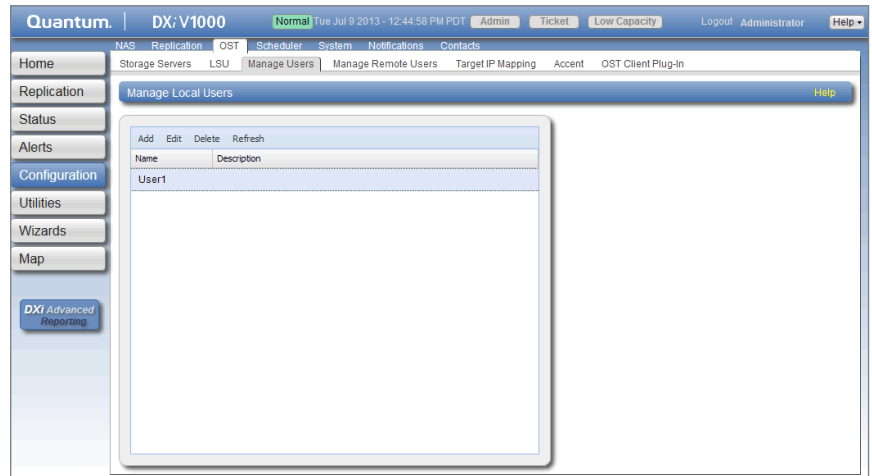 Quantum. DXi V1000 Normal Tue Jul 9 2013 - 12:44:58 PM PDT Admin Ticket Low Capacity Logout Administrator Help
NAS Replication OST Scheduler System Notifications Contacts
Storage Servers LSU Manage Users Manage Remote Users Target IP Mapping Accent OST Client Plug-In
Home
Replication
Status
Alerts
Configuration
Utilities
Wizards
Map
DXi Advanced
Reporting
Manage Local Users Help
Add Edit Delete Refresh
Name Description
User1